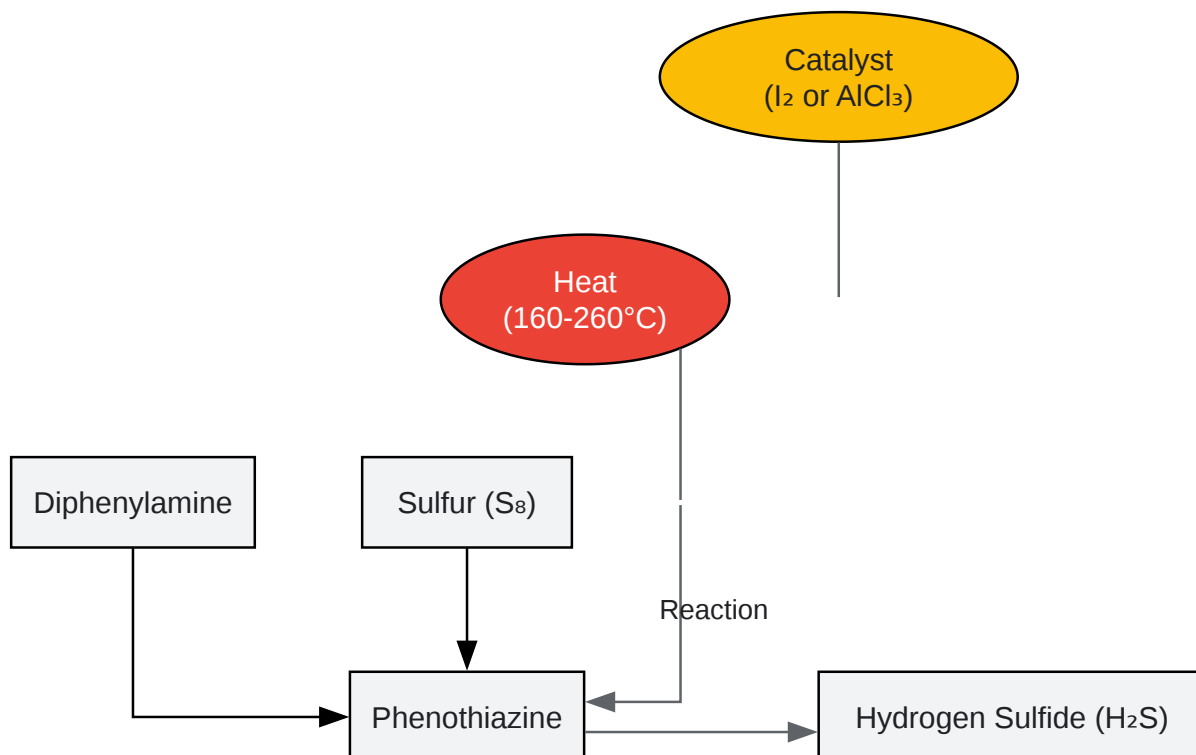 Catalyst
(I₂ or AlCl₃)
Heat
(160-260°C)
Diphenylamine
Sulfur (S₈)
Reaction
Phenothiazine
Hydrogen Sulfide (H₂S)